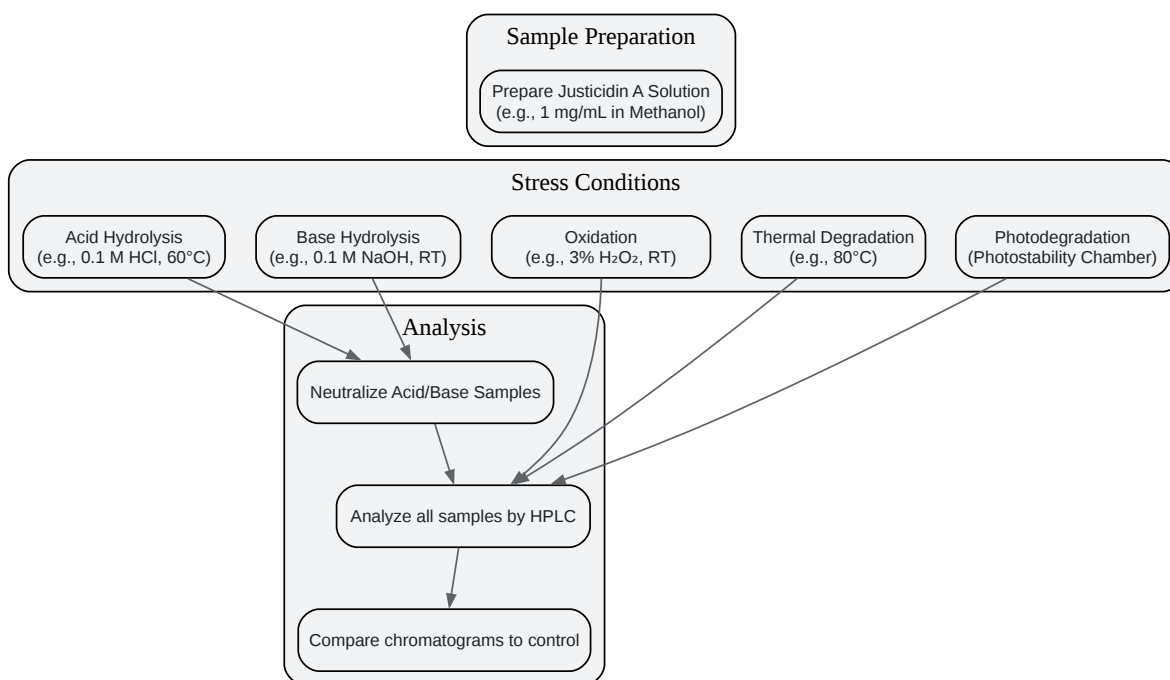 Sample Preparation
Prepare Justicidin A Solution
(e.g., 1 mg/mL in Methanol)
Stress Conditions
Acid Hydrolysis
(e.g., 0.1 M HCl, 60°C)
Base Hydrolysis
(e.g., 0.1 M NaOH, RT)
Oxidation
(e.g., 3% H₂O₂, RT)
Thermal Degradation
(e.g., 80°C)
Photodegradation
(Photostability Chamber)
Analysis
Neutralize Acid/Base Samples
Analyze all samples by HPLC
Compare chromatograms to control